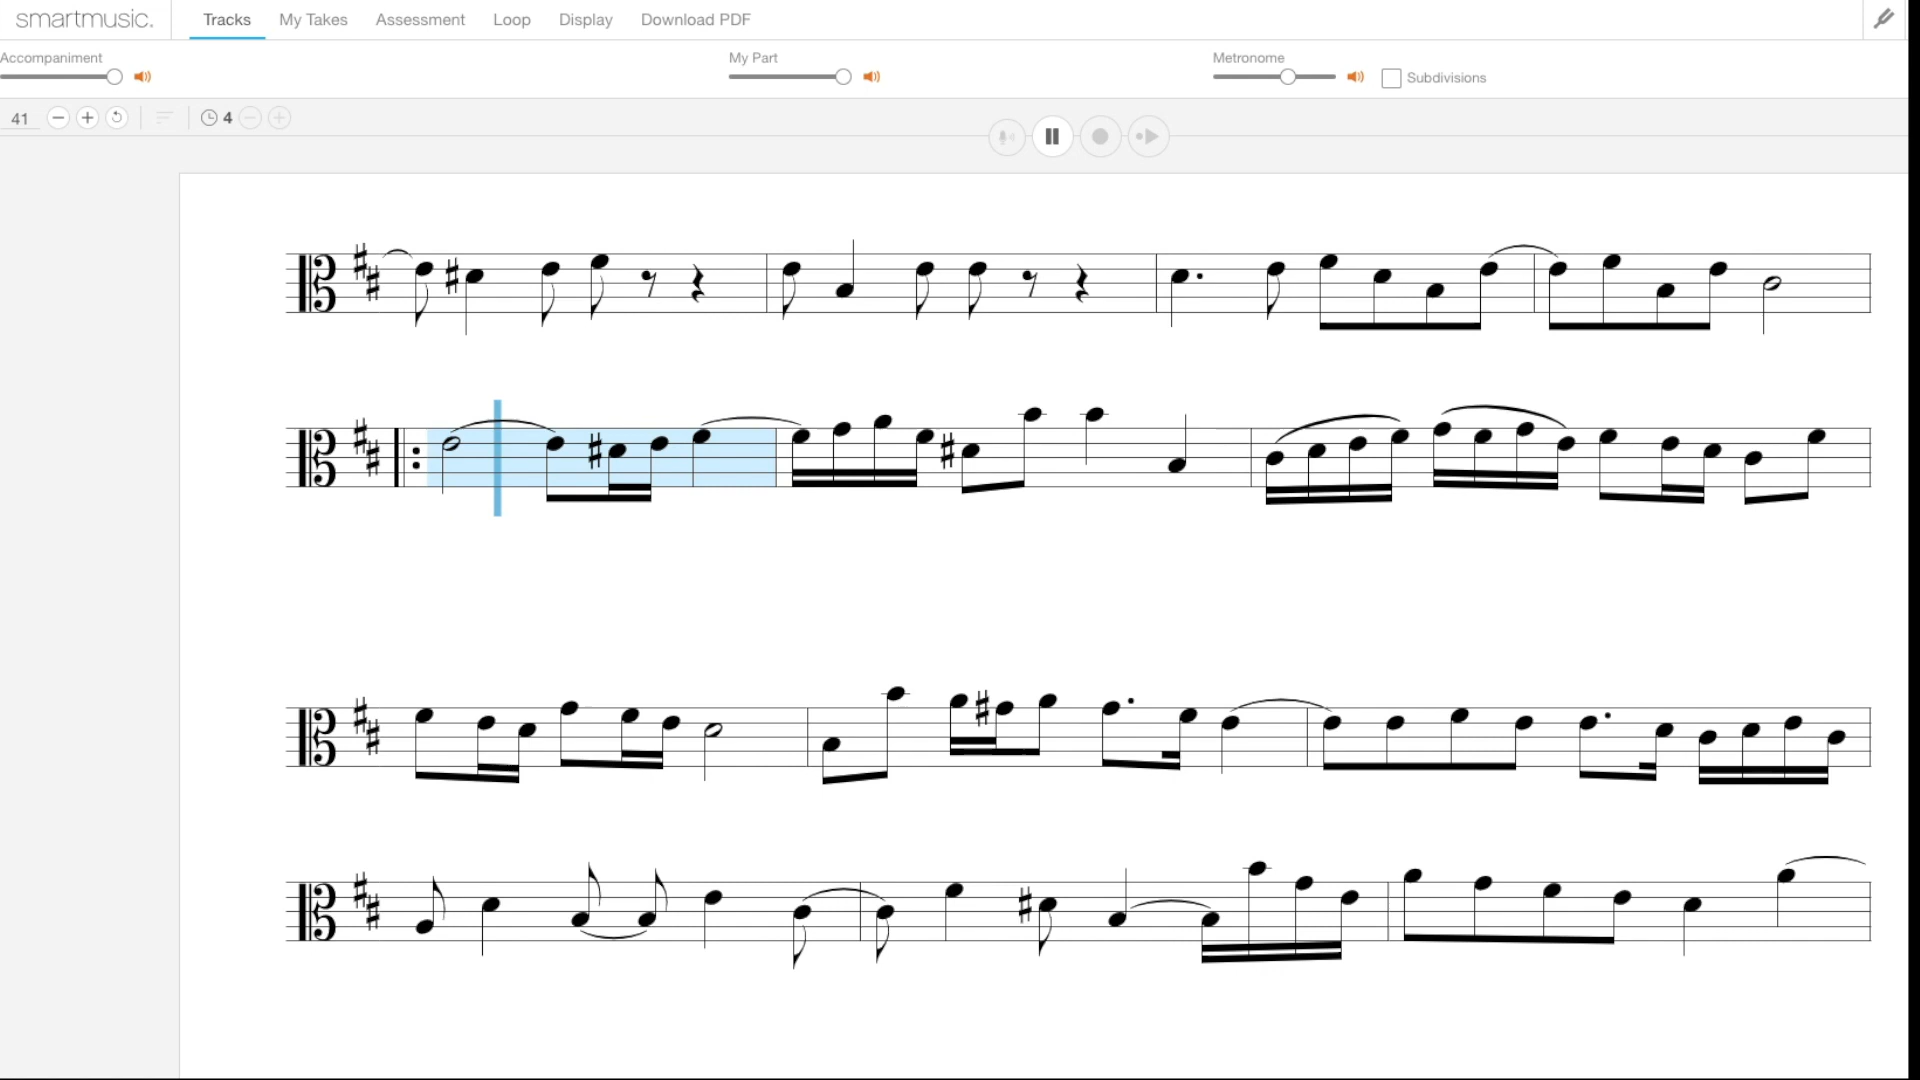 smartmusic. Tracks My Takes Assessment Loop Display Download PDF
Accompaniment My Part Metronome
Subdivisions
41 4